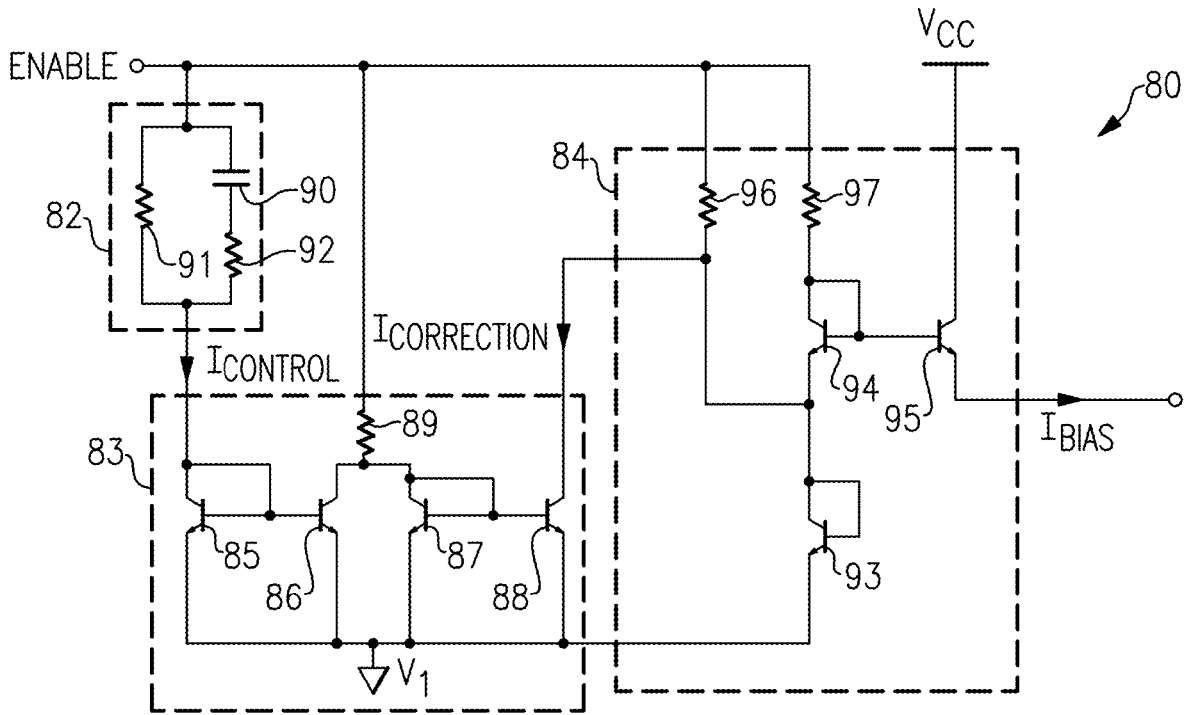 V_CC
ENABLE
80
84
90
96
97
82
91
92
I_CORRECTION
I_CONTROL
94
95
I_BIAS
89
83
85
86
87
88
93
V_1